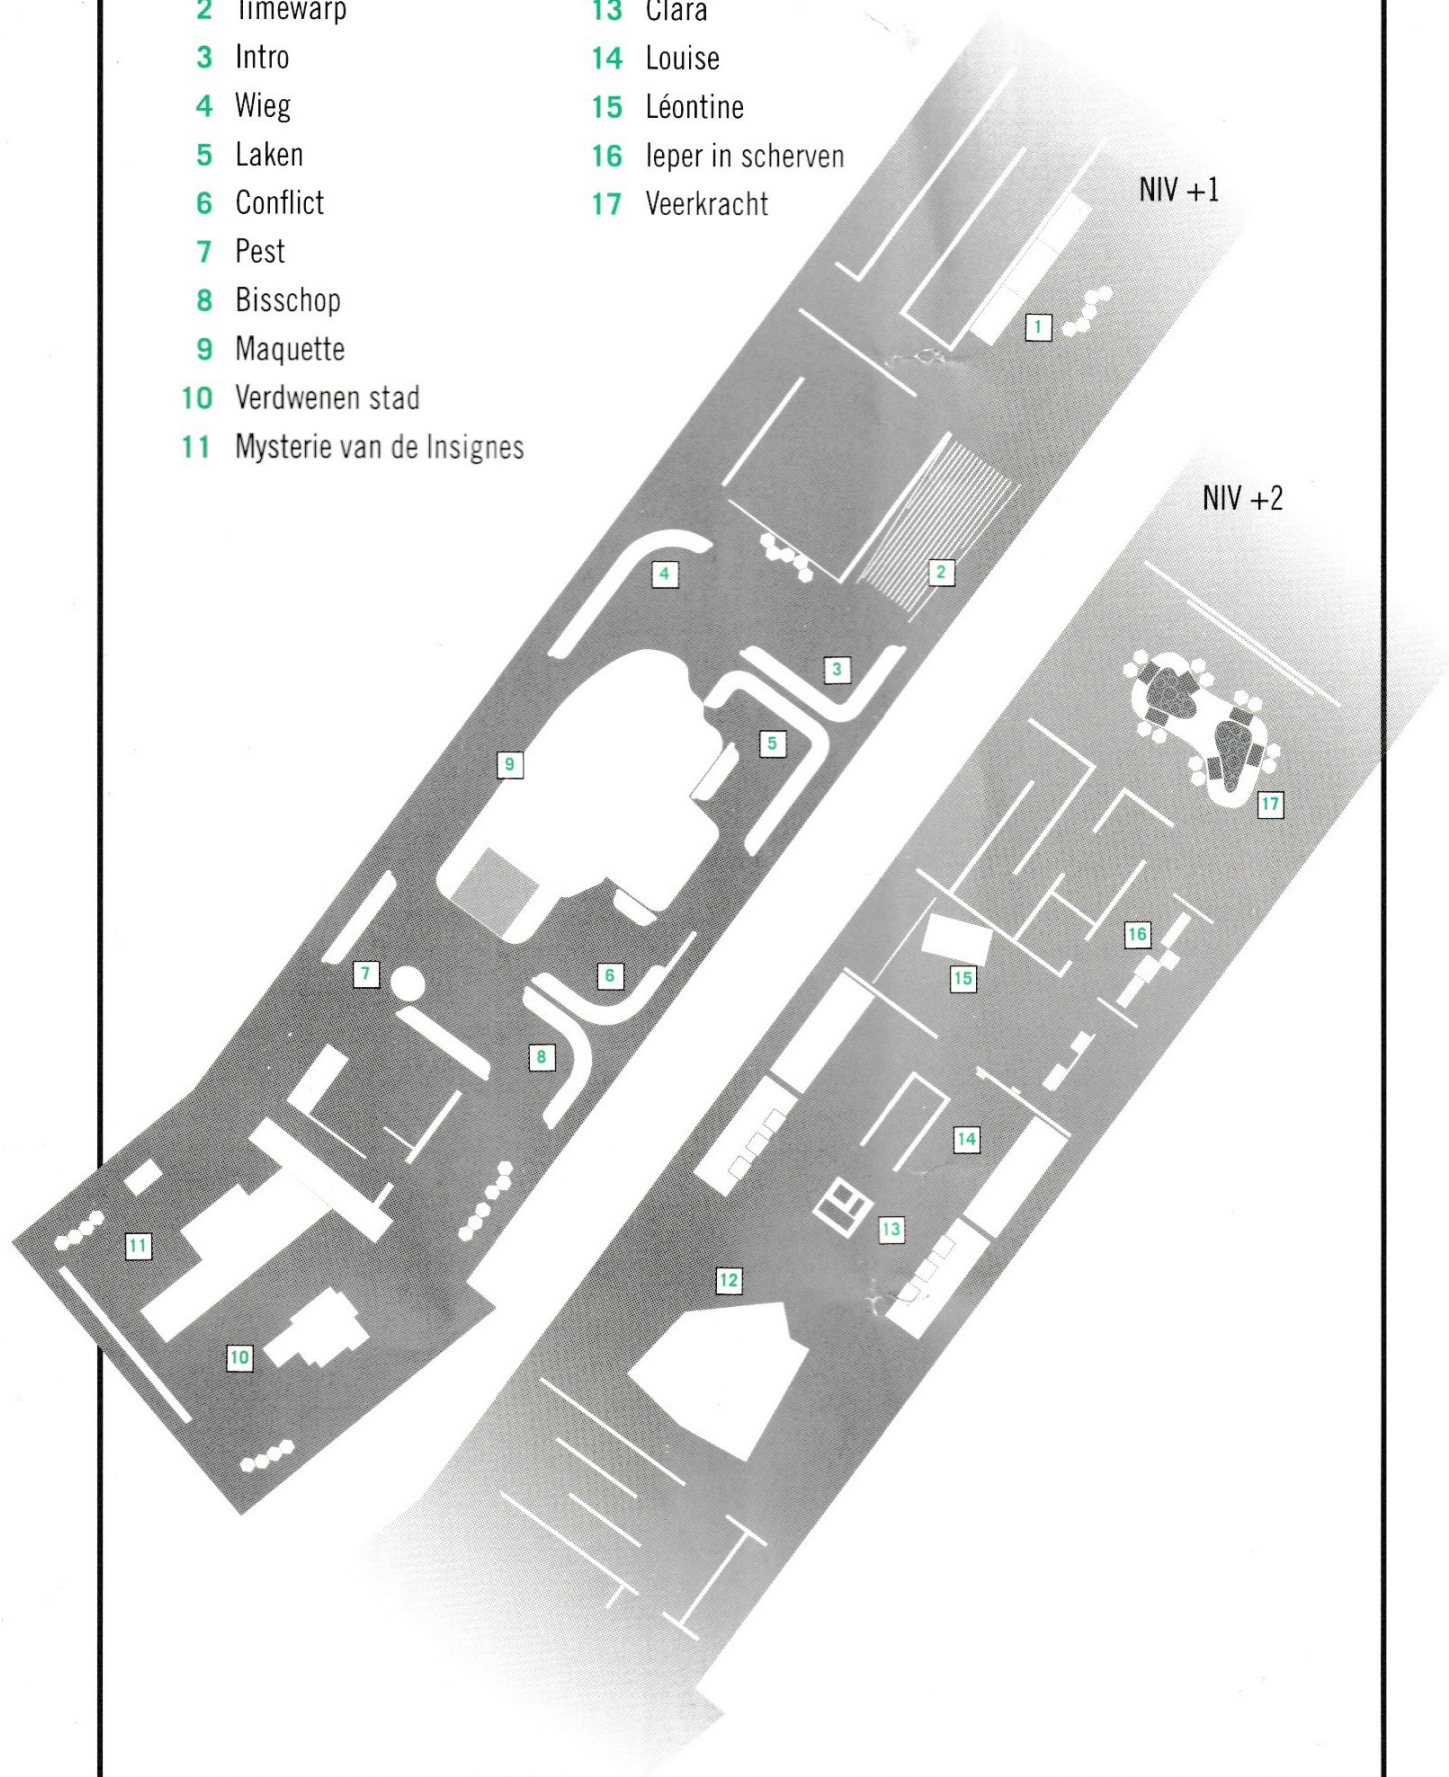 2 Timewarp
3 Intro
4 Wieg
5 Laken
6 Conflict
7 Pest
8 Bisschop
9 Maquette
10 Verdwenen stad
11 Mysterie van de Insignes
13 Clara
14 Louise
15 Léontine
16 Ieper in scherven
17 Veerkracht
NIV +1
1
NIV +2
2
4
3
5
9
17
16
7
6
15
8
14
13
11
12
10